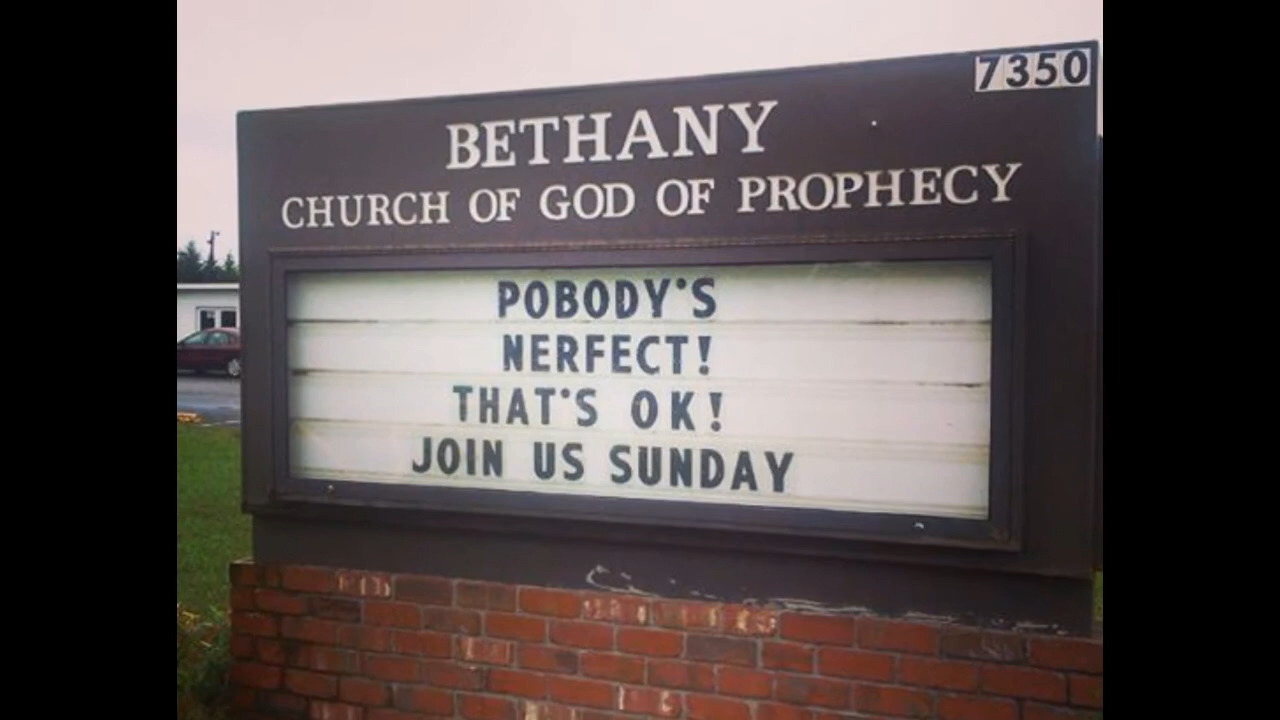 7350
BETHANY
CHURCH OF GOD OF PROPHECY
POBODY'S
NERFECT!
THAT'S OK!
JOIN US SUNDAY